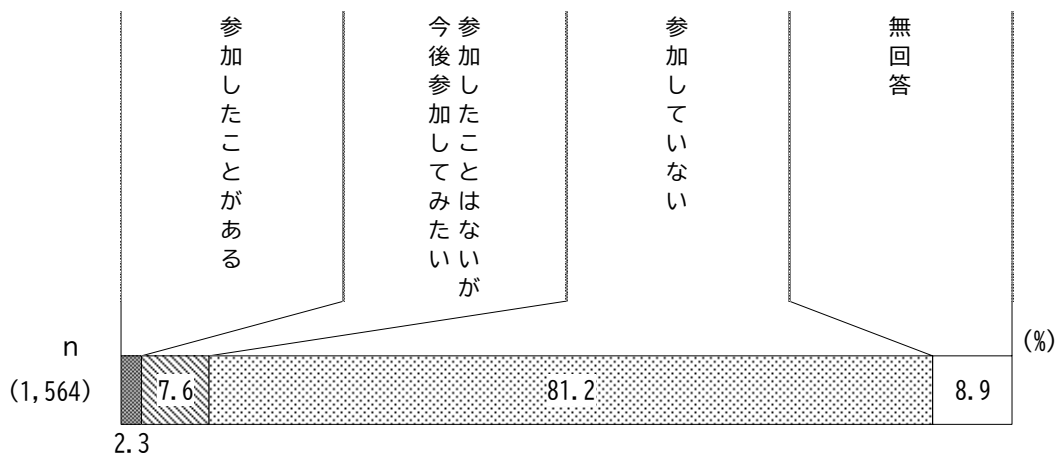 参加したことがある
参加したことはないが
今後参加してみたい
参加していない
無回答
(%)
n
(1,564)
2.3
7.6
81.2
8.9